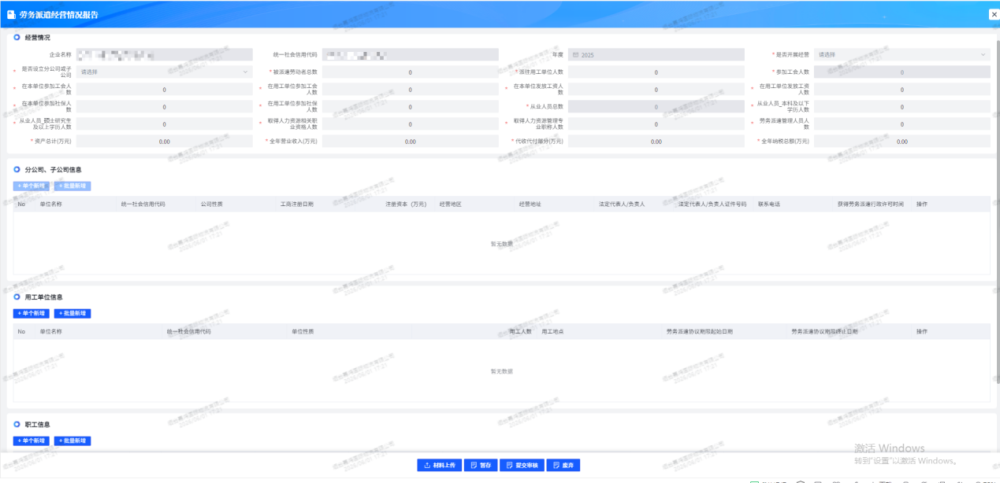 劳务派遣经营情况报告
经营情况
企业名称
统一社会信用代码
年度 2025
* 是否开展经营 请选择
* 是否设立分公司或子公司 请选择
* 被派遣劳动者总数 0
* 派往用工单位人数 0
* 参加工会人数 0
* 在本单位参加工会人数 0
* 在用工单位参加工会人数 0
* 在本单位发放工资人数 0
* 在用工单位发放工资人数 0
* 在本单位参加社保人数 0
* 在用工单位参加社保人数 0
* 从业人员总数 0
* 从业人员_本科及以下学历人数 0
* 从业人员_硕士研究生及以上学历人数 0
* 取得人力资源相关职业资格人数 0
* 取得人力资源管理专业职称人数 0
* 劳务派遣管理人员人数 0
* 资产总计(万元) 0.00
* 全年营业收入(万元) 0.00
* 代收代付部分(万元) 0.00
* 全年纳税总额(万元) 0.00
分公司、子公司信息
+ 单个新增 + 批量新增
No 单位名称 统一社会信用代码 公司性质 工商注册日期 注册资本（万元） 经营地区 经营地址 法定代表人/负责人 法定代表人/负责人证件号码 联系电话 获得劳务派遣行政许可时间 操作
暂无数据
用工单位信息
+ 单个新增 + 批量新增
No 单位名称 统一社会信用代码 单位性质 用工人数 用工地点 劳务派遣协议期限起始日期 劳务派遣协议期限终止日期 操作
暂无数据
职工信息
+ 单个新增 + 批量新增
材料上传 暂存 提交审核 废弃
激活 Windows
转到"设置"以激活 Windows。
2026/06/01 17:21